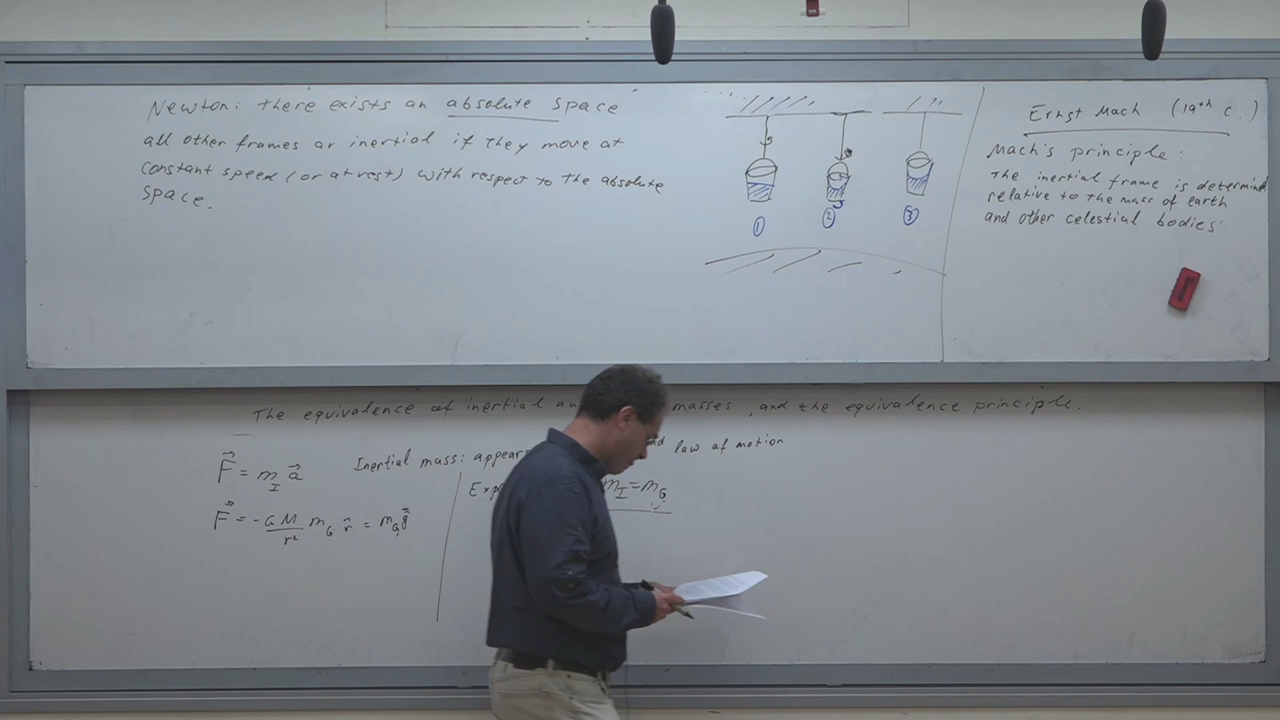 Newton: there exists an absolute space
all other frames ar inertial if they move at
constant speed (or at rest) with respect to the absolute
space.
①
②
③
Ernst Mach (19th c.)
Mach's principle
The inertial frame is determined
relative to the mass of earth
and other celestial bodies
The equivalence of inertial masses, and the equivalence principle.
F⃗ = m_I a⃗
Inertial mass: appears law of motion
F⃗ = - GM/r² m_G r̂ = m_G g⃗
m_I = m_G